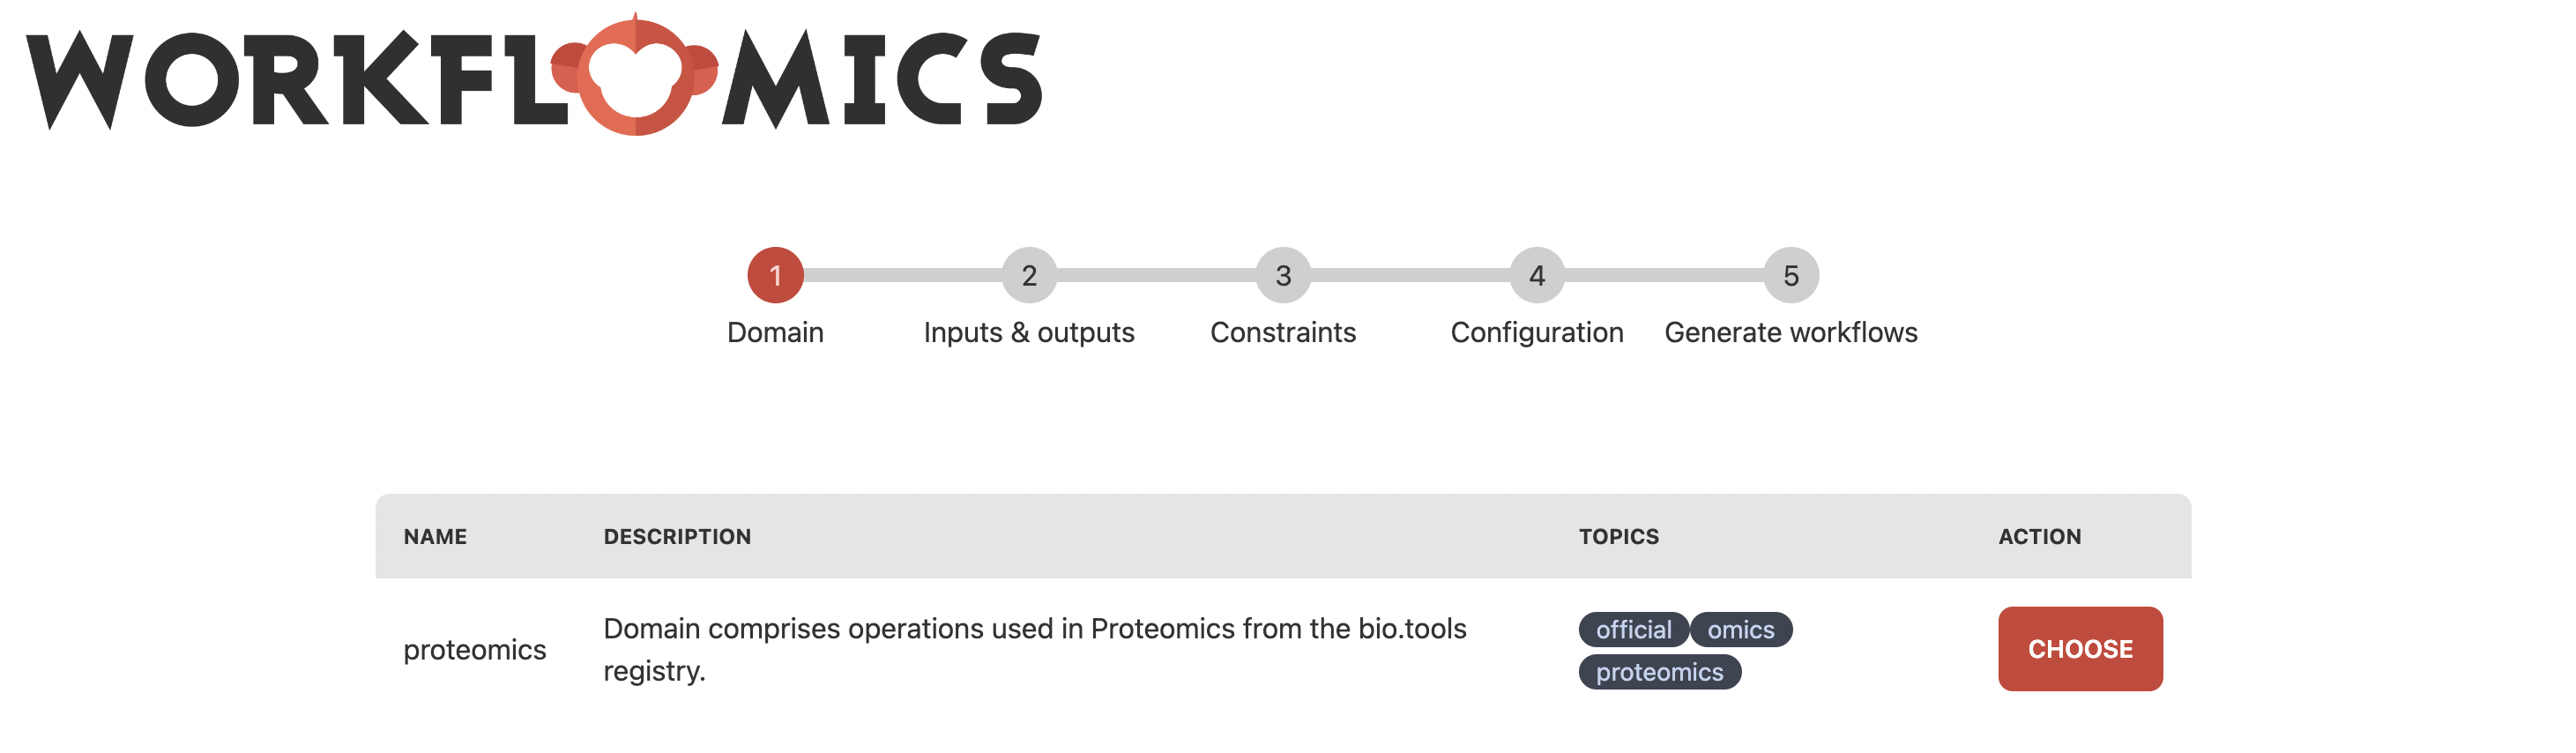 WORKFLOMICS
1 2 3 4 5
Domain Inputs & outputs Constraints Configuration Generate workflows
NAME DESCRIPTION TOPICS ACTION
proteomics Domain comprises operations used in Proteomics from the bio.tools registry. official omics proteomics CHOOSE